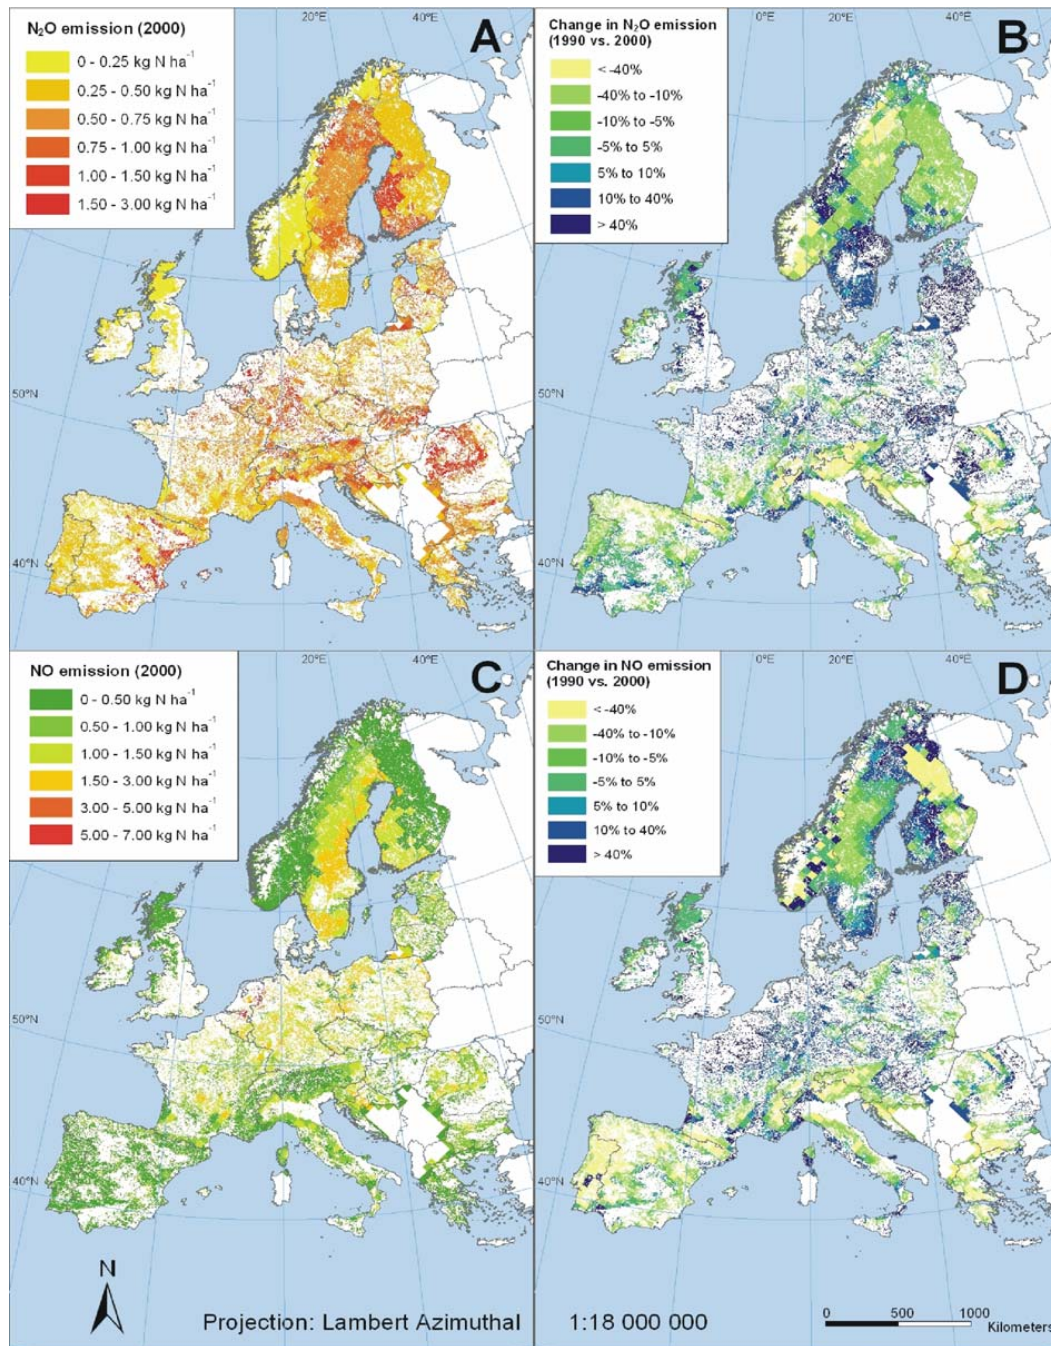 20°E
40°E
60°E
N₂O emission (2000)
A
0 - 0.25 kg N ha⁻¹
0.25 - 0.50 kg N ha⁻¹
0.50 - 0.75 kg N ha⁻¹
0.75 - 1.00 kg N ha⁻¹
1.00 - 1.50 kg N ha⁻¹
1.50 - 3.00 kg N ha⁻¹
50°N
40°N
0°E
20°E
40°E
60°E
Change in N₂O emission
(1990 vs. 2000)
B
< -40%
-40% to -10%
-10% to -5%
-5% to 5%
5% to 10%
10% to 40%
> 40%
50°N
40°N
20°E
40°E
60°E
NO emission (2000)
C
0 - 0.50 kg N ha⁻¹
0.50 - 1.00 kg N ha⁻¹
1.00 - 1.50 kg N ha⁻¹
1.50 - 3.00 kg N ha⁻¹
3.00 - 5.00 kg N ha⁻¹
5.00 - 7.00 kg N ha⁻¹
50°N
40°N
0°E
20°E
40°E
60°E
Change in NO emission
(1990 vs. 2000)
D
< -40%
-40% to -10%
-10% to -5%
-5% to 5%
5% to 10%
10% to 40%
> 40%
50°N
40°N
N
Projection: Lambert Azimuthal
1:18 000 000
0 500 1000
Kilometers